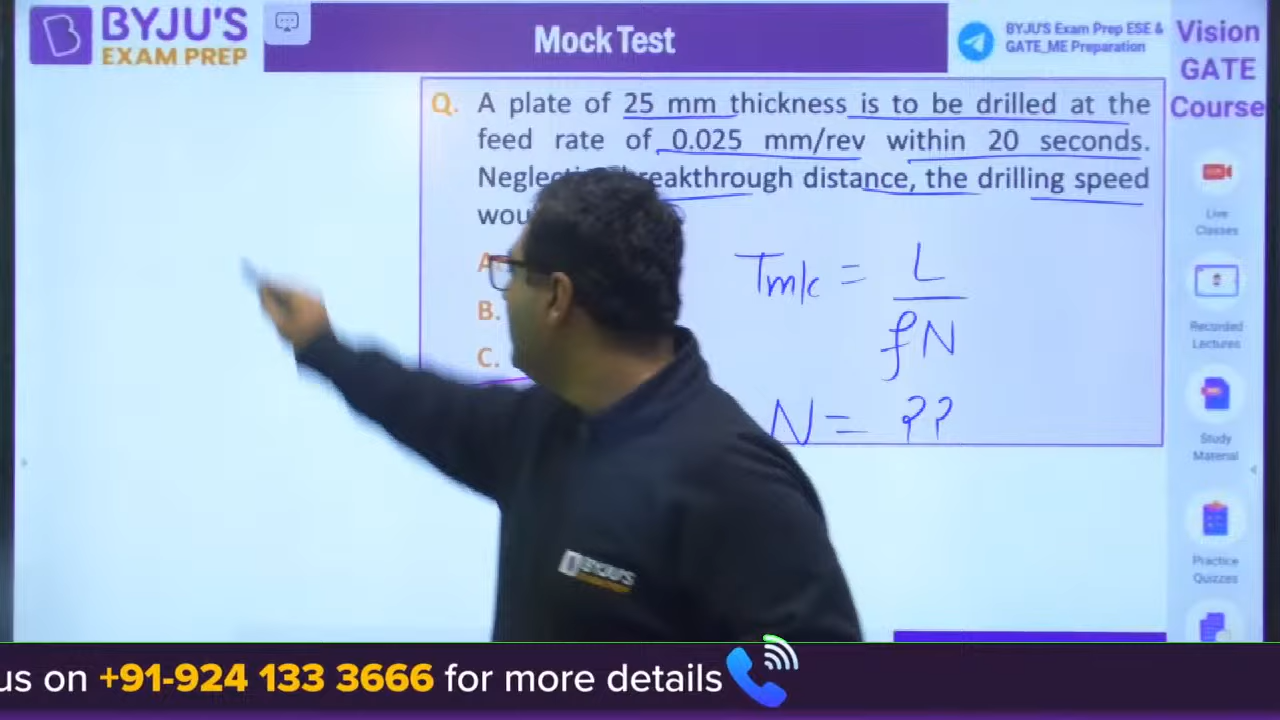 BYJU'S
EXAM PREP
Mock Test
BYJU'S Exam Prep ESE &
GATE_ME Preparation
Vision
GATE
Course
Q. A plate of 25 mm thickness is to be drilled at the
feed rate of 0.025 mm/rev within 20 seconds.
breakthrough distance, the drilling speed
A
B.
C.
Tm/c = L / fN
N = ??
Live
Classes
Recorded
Lectures
Study
Material
Practice
Quizzes
BYJU'S
us on +91-924 133 3666 for more details